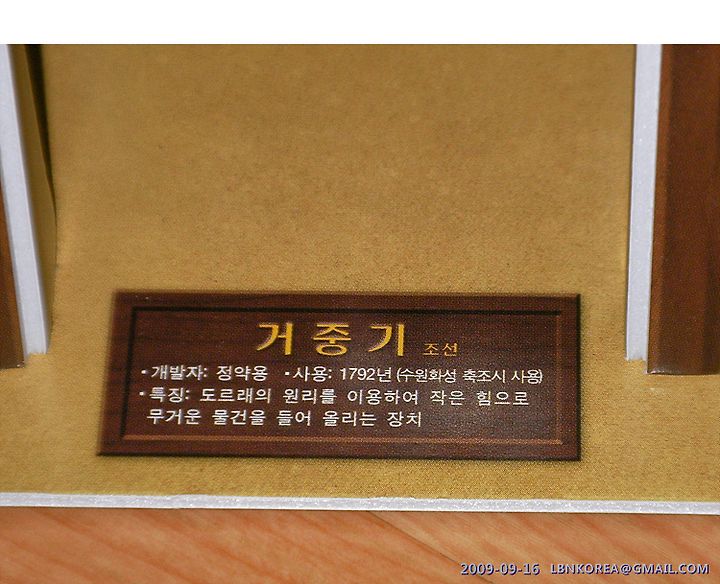 거중기 조선
•개발자: 정약용 •사용: 1792년 (수원화성 축조시 사용)
•특징: 도르래의 원리를 이용하여 작은 힘으로
무거운 물건을 들어 올리는 장치
2009-09-16 LBNKOREA@GMAIL.COM